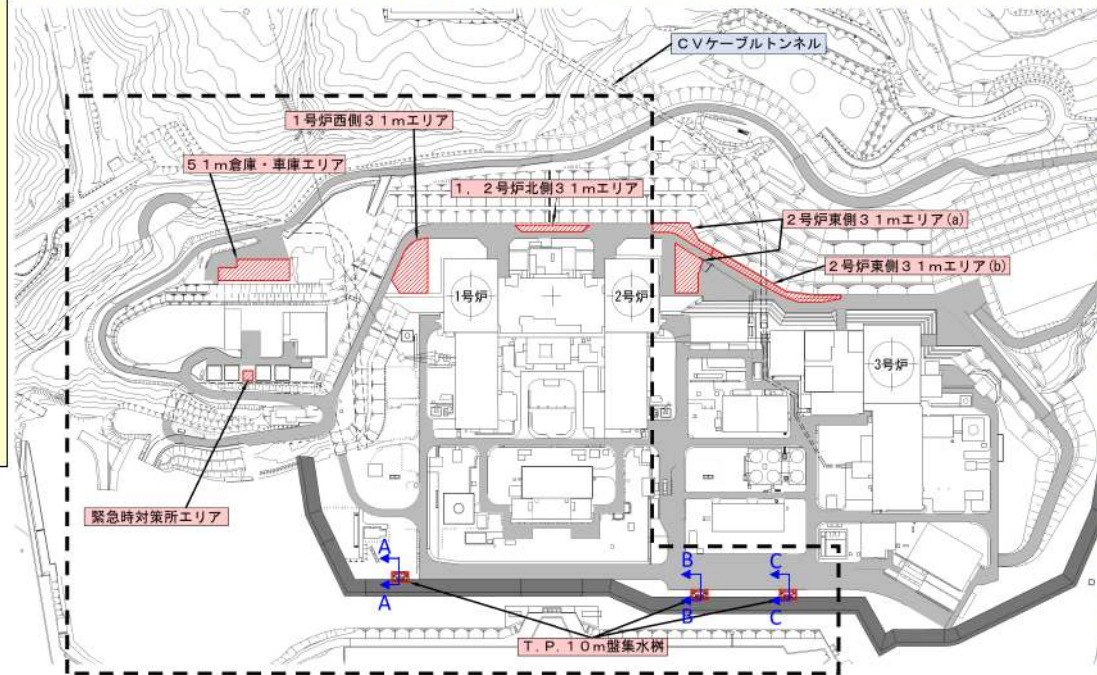 CVケーブルトンネル
1号炉西側31mエリア
51m倉庫・車庫エリア
1,2号炉北側31mエリア
2号炉東側31mエリア(a)
2号炉東側31mエリア(b)
1号炉
2号炉
3号炉
緊急時対策所エリア
A
A
B
B
C
C
T.P.10m盤集水桝